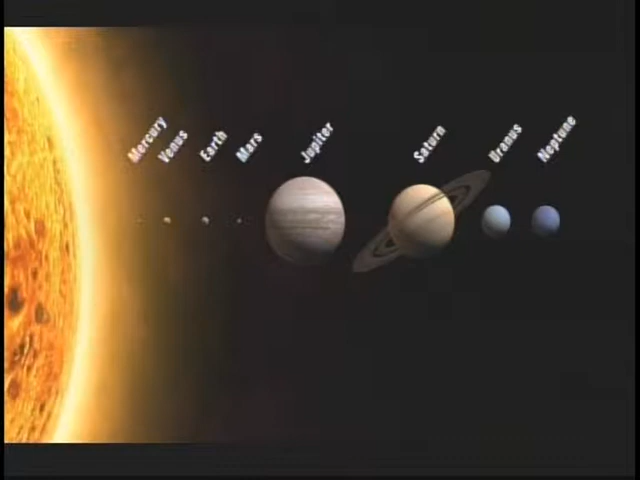 Mercury
Venus
Earth
Mars
Jupiter
Saturn
Uranus
Neptune